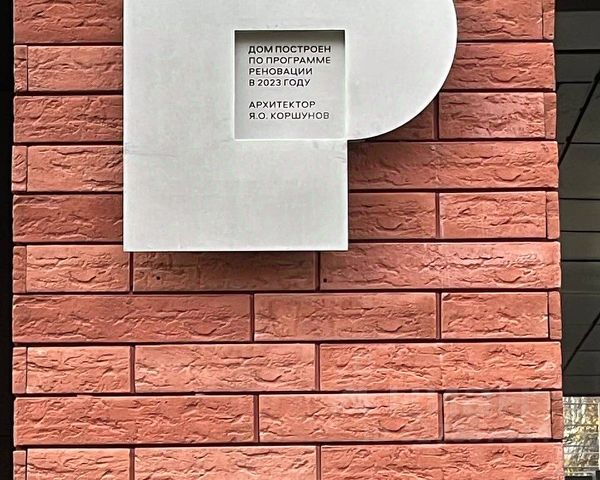 ДОМ ПОСТРОЕН
ПО ПРОГРАММЕ
РЕНОВАЦИИ
В 2023 ГОДУ
АРХИТЕКТОР
Я.О. КОРШУНОВ